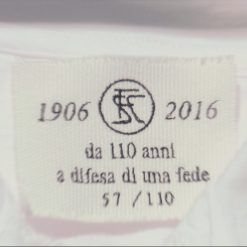 1906 2016
da 110 anni
a difesa di una fede
57 / 110